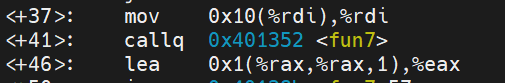 <+37>: mov 0x10(%rdi),%rdi
<+41>: callq 0x401352 <fun7>
<+46>: lea 0x1(%rax,%rax,1),%eax